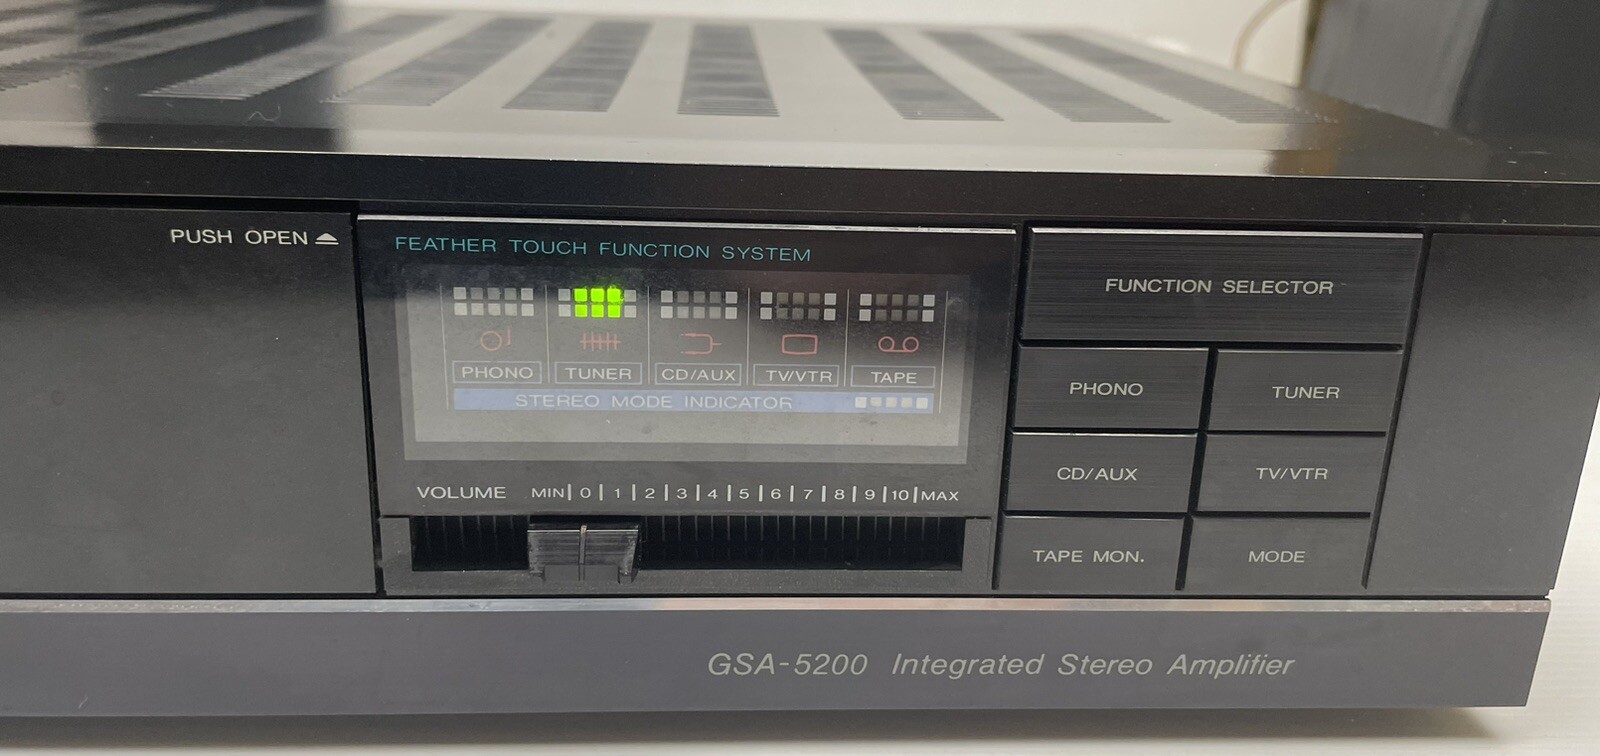 PUSH OPEN
FEATHER TOUCH FUNCTION SYSTEM
PHONO TUNER CD/AUX TV/VTR TAPE
STEREO MODE INDICATOR
VOLUME MIN 0 1 2 3 4 5 6 7 8 9 10 MAX
FUNCTION SELECTOR
PHONO TUNER
CD/AUX TV/VTR
TAPE MON. MODE
GSA-5200 Integrated Stereo Amplifier